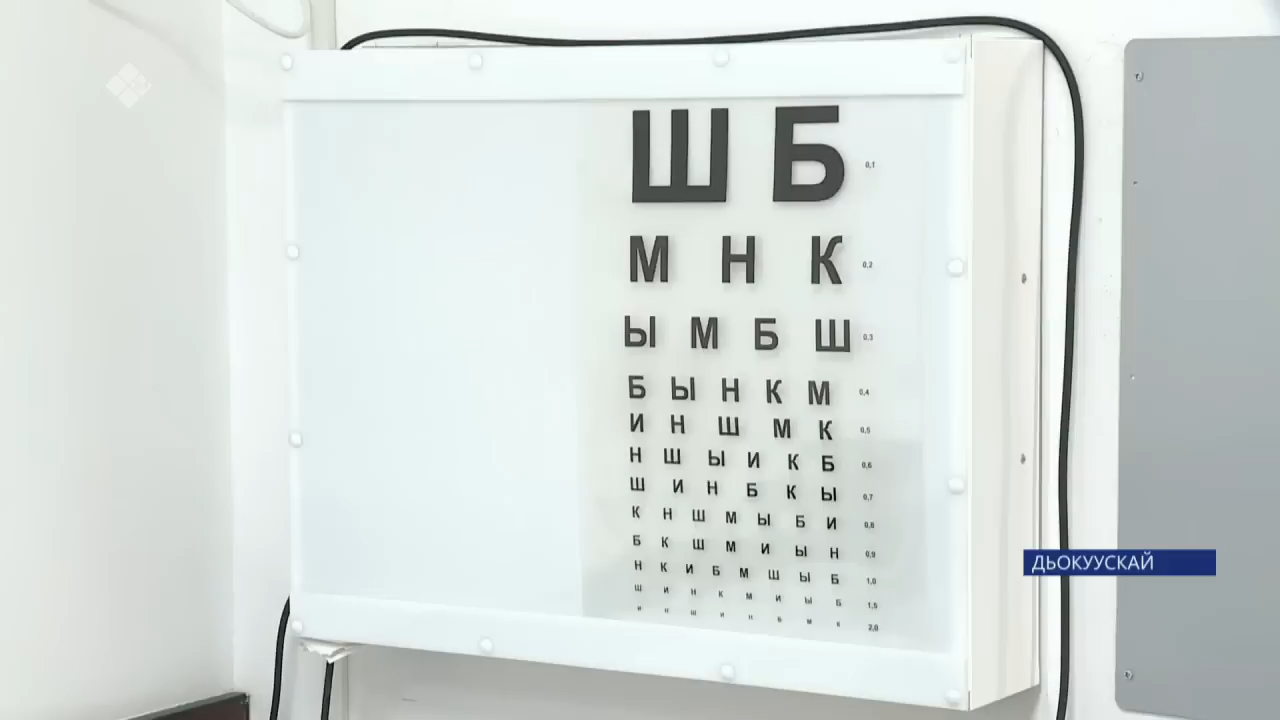 Ш Б 0,1
М Н К 0,2
Ы М Б Ш 0,3
Б Ы Н К М 0,4
И Н Ш М К 0,5
Н Ш Ы И К Б 0,6
Ш И Н Б К Ы 0,7
К Н Ш М Ы Б И 0,8
Б К Ш М И Ы Н 0,9
Н К И Б М Ш Ы Б 1,0
Ш И Н К М И Ы Б 1,5
и н ш и н б м к 2,0
ДЬОКУУСКАЙ